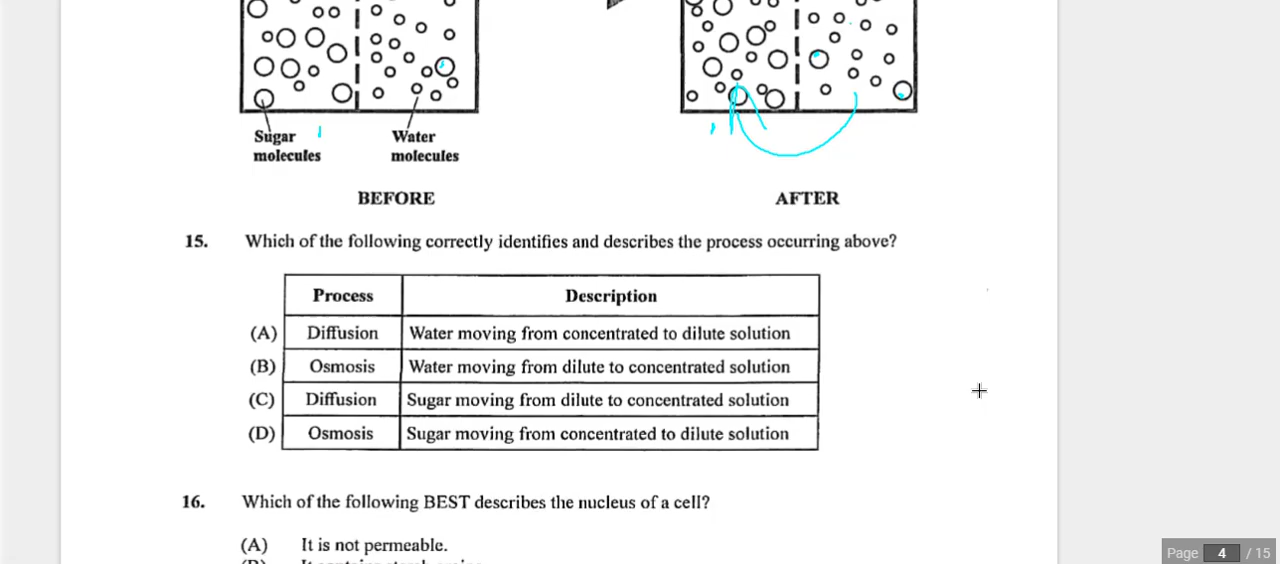 Sugar
molecules
Water
molecules
BEFORE
AFTER
15. Which of the following correctly identifies and describes the process occurring above?
Process Description
(A) Diffusion Water moving from concentrated to dilute solution
(B) Osmosis Water moving from dilute to concentrated solution
(C) Diffusion Sugar moving from dilute to concentrated solution
(D) Osmosis Sugar moving from concentrated to dilute solution
16. Which of the following BEST describes the nucleus of a cell?
(A) It is not permeable.
Page 4 / 15